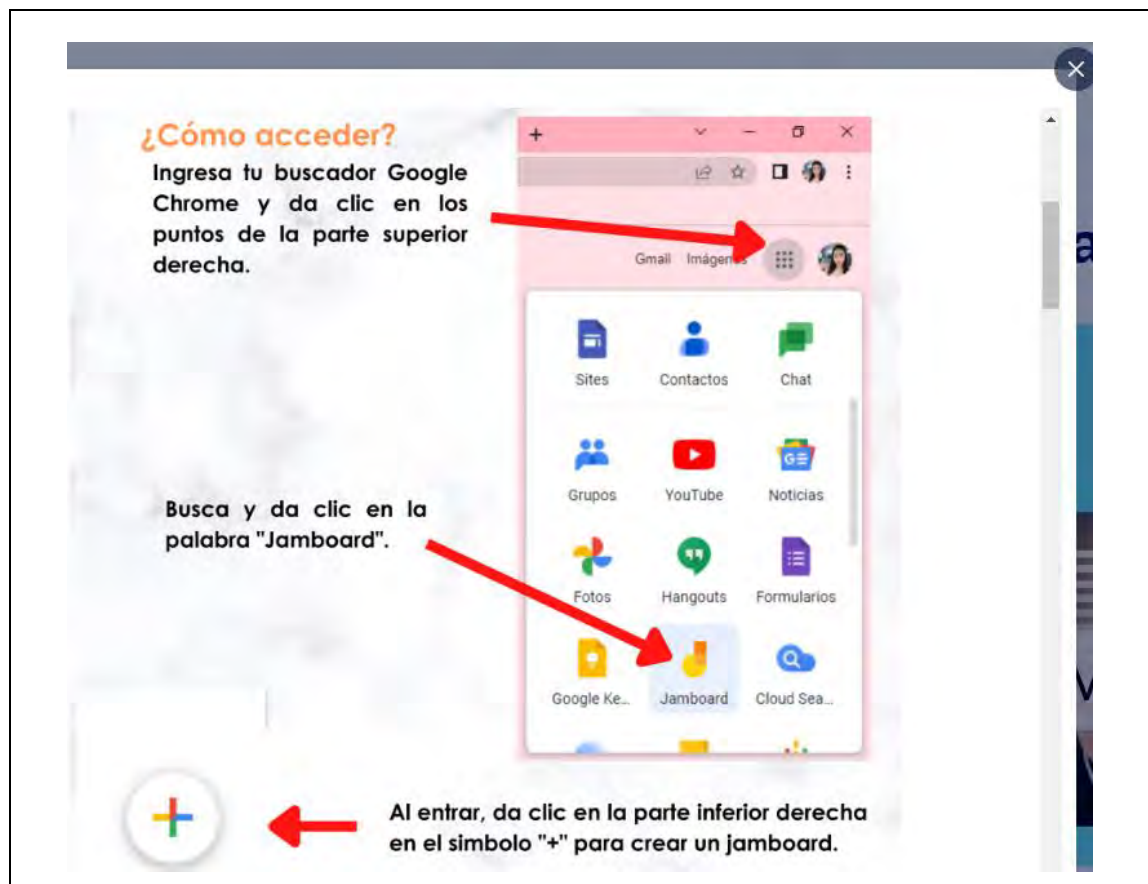 ¿Cómo acceder?
Ingresa tu buscador Google
Chrome y da clic en los
puntos de la parte superior
derecha.
Gmail Imágenes
Sites Contactos Chat
Grupos YouTube Noticias
Busca y da clic en la
palabra "Jamboard".
Fotos Hangouts Formularios
Google Ke... Jamboard Cloud Sea...
Al entrar, da clic en la parte inferior derecha
en el simbolo "+" para crear un jamboard.